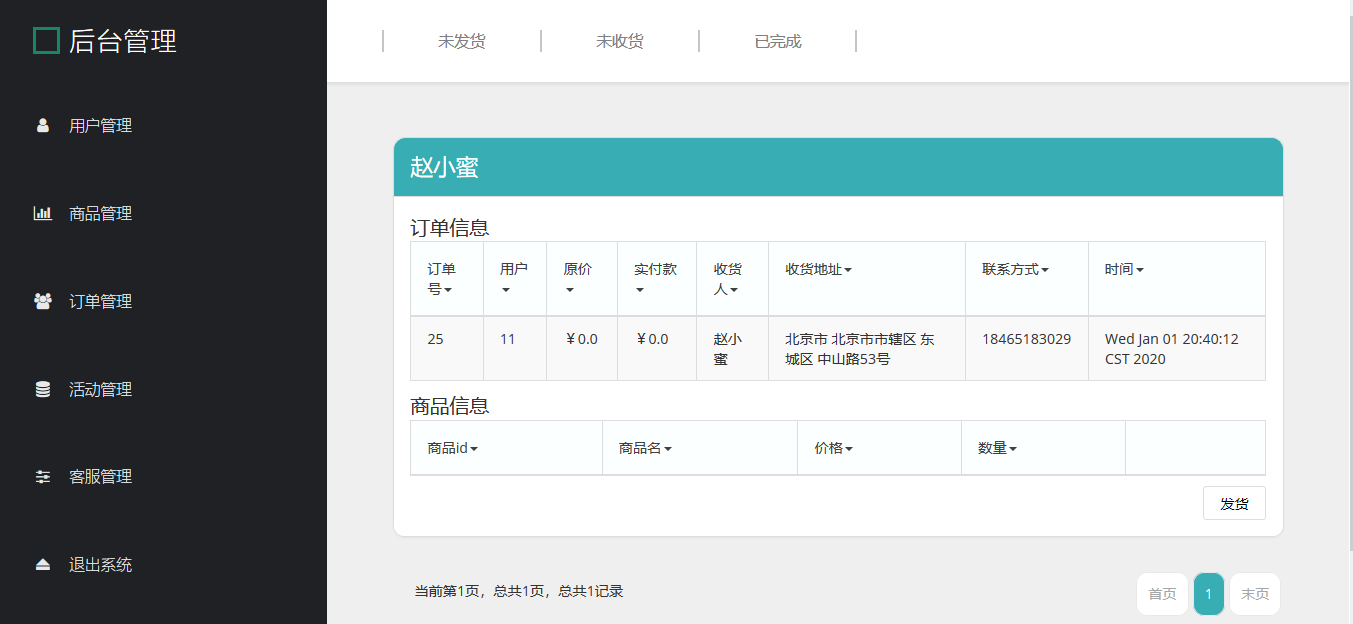 后台管理
用户管理
商品管理
订单管理
活动管理
客服管理
退出系统
未发货 未收货 已完成
赵小蜜
订单信息
订单号 用户 原价 实付款 收货人 收货地址 联系方式 时间
25 11 ￥0.0 ￥0.0 赵小蜜 北京市 北京市市辖区 东城区 中山路53号 18465183029 Wed Jan 01 20:40:12 CST 2020
商品信息
商品id 商品名 价格 数量
发货
当前第1页，总共1页，总共1记录
首页 1 末页